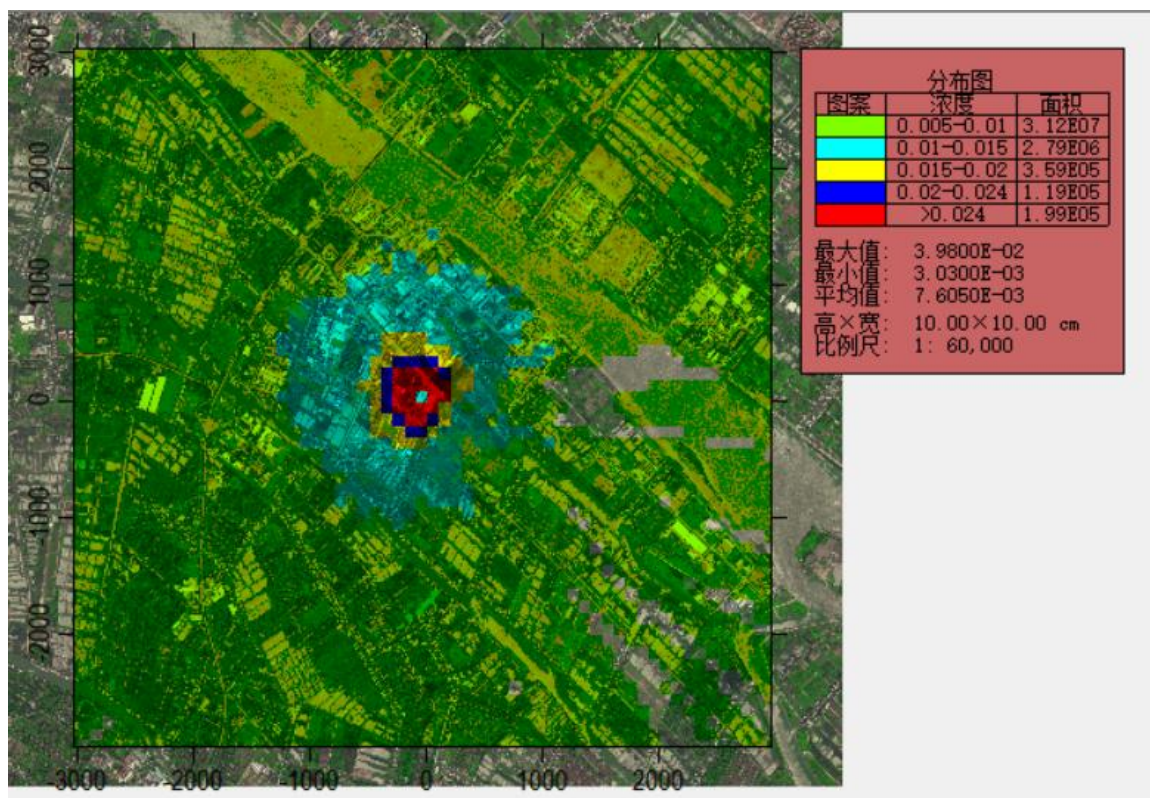 分布图
图案 浓度 面积
0.005-0.01 3.12E07
0.01-0.015 2.79E06
0.015-0.02 3.59E05
0.02-0.024 1.19E05
>0.024 1.99E05
最大值: 3.9800E-02
最小值: 3.0300E-03
平均值: 7.6050E-03
高×宽: 10.00×10.00 cm
比例尺: 1: 60,000
3000
2000
1000
0
-1000
-2000
-3000 -2000 -1000 0 1000 2000